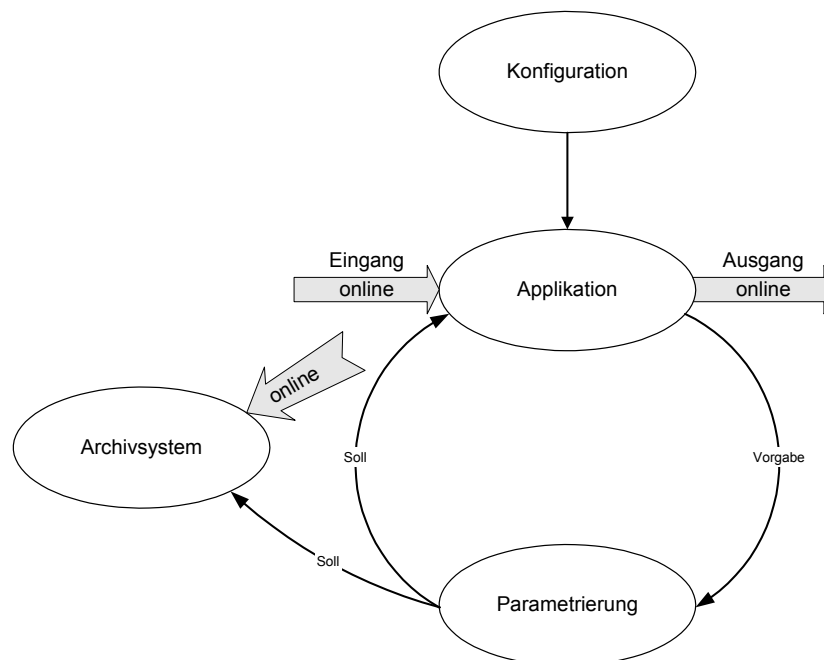 Konfiguration
Eingang
online
Applikation
Ausgang
online
online
Archivsystem
Soll
Vorgabe
Soll
Parametrierung